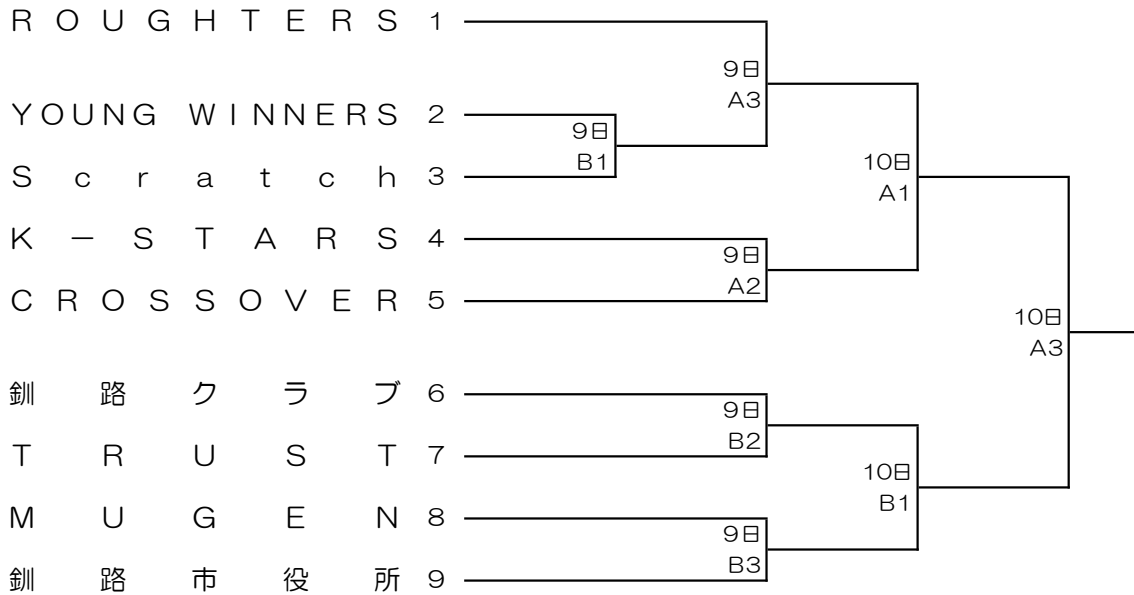 ROUGHTERS 1
9日
A3
YOUNG WINNERS 2
9日
B1
Scratch 3
10日
A1
K－STARS 4
9日
A2
CROSSOVER 5
10日
A3
釧路クラブ 6
9日
B2
TRUST 7
10日
B1
MUGEN 8
9日
B3
釧路市役所 9